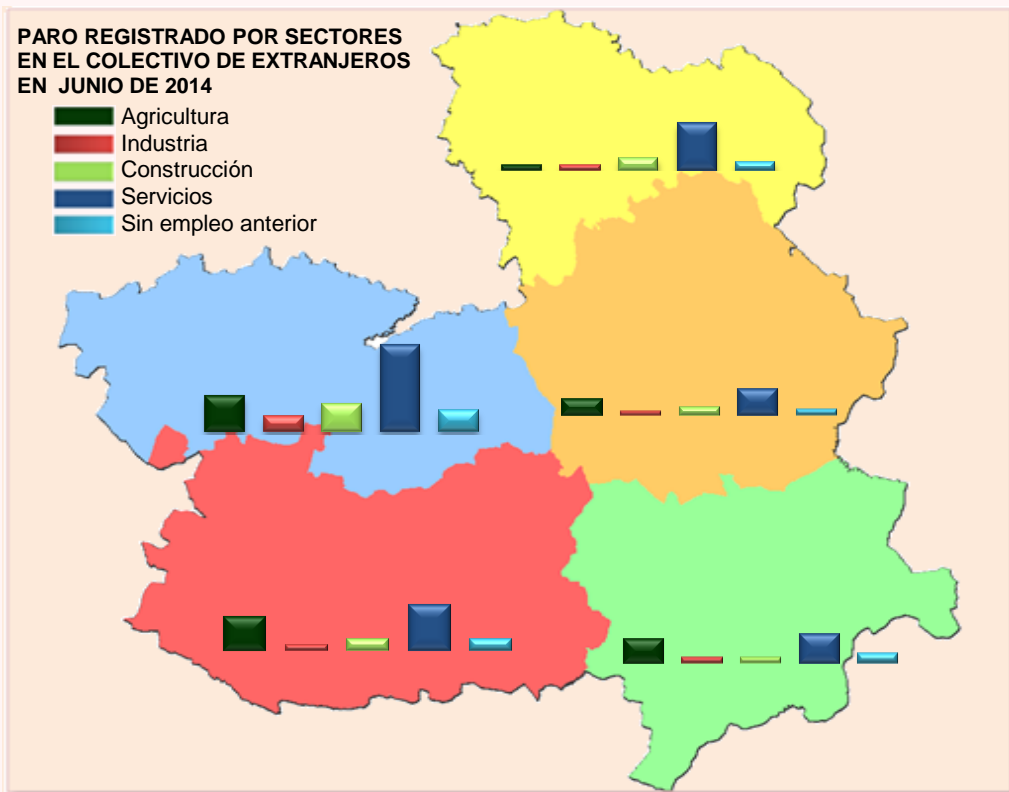 PARO REGISTRADO POR SECTORES
EN EL COLECTIVO DE EXTRANJEROS
EN JUNIO DE 2014
Agricultura
Industria
Construcción
Servicios
Sin empleo anterior